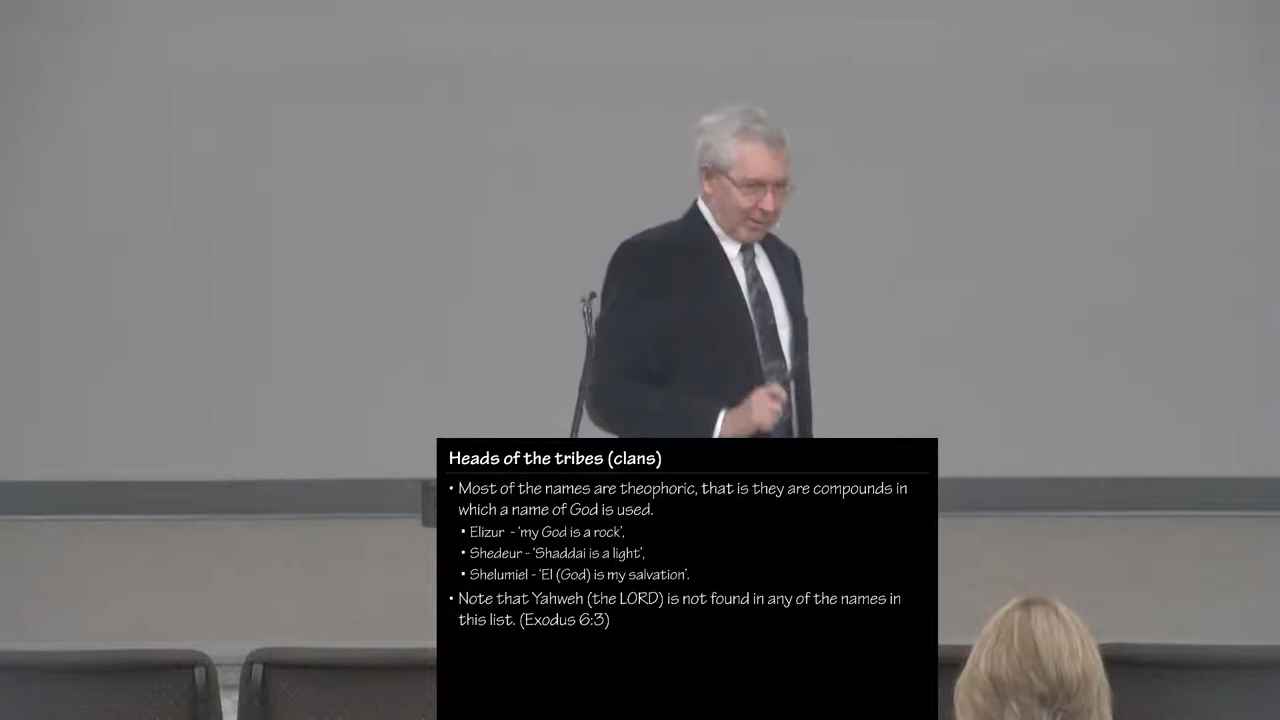 Heads of the tribes (clans)
• Most of the names are theophoric, that is they are compounds in
which a name of God is used.
• Elizur - 'my God is a rock',
• Shedeur - 'Shaddai is a light',
• Shelumiel - 'El (God) is my salvation'.
• Note that Yahweh (the LORD) is not found in any of the names in
this list. (Exodus 6:3)